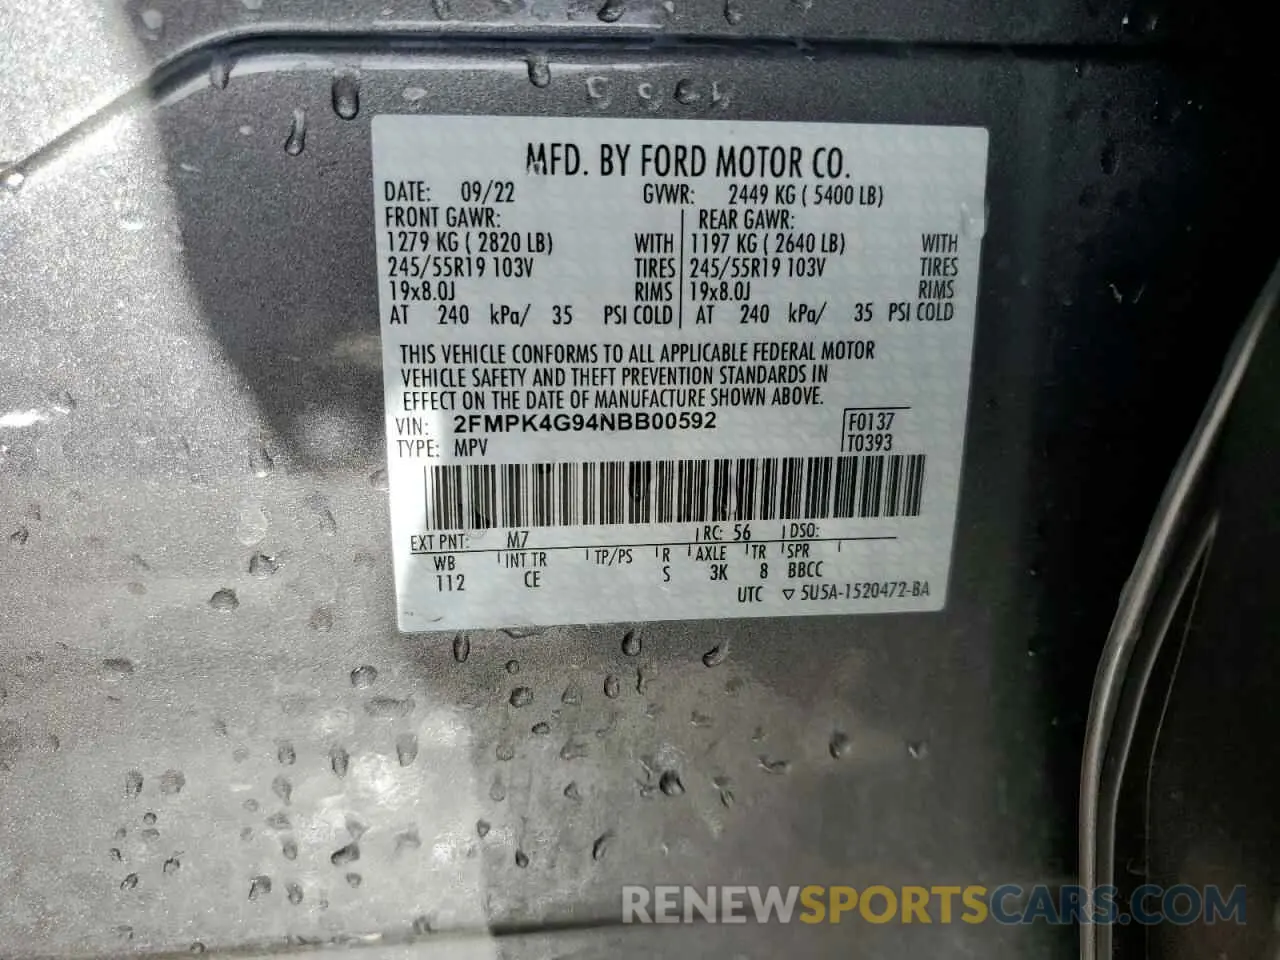 MFD. BY FORD MOTOR CO.
DATE: 09/22 GVWR: 2449 KG ( 5400 LB)
FRONT GAWR: REAR GAWR:
1279 KG ( 2820 LB) WITH 1197 KG ( 2640 LB) WITH
245/55R19 103V TIRES 245/55R19 103V TIRES
19x8.0J RIMS 19x8.0J RIMS
AT 240 kPa/ 35 PSI COLD AT 240 kPa/ 35 PSI COLD
THIS VEHICLE CONFORMS TO ALL APPLICABLE FEDERAL MOTOR
VEHICLE SAFETY AND THEFT PREVENTION STANDARDS IN
EFFECT ON THE DATE OF MANUFACTURE SHOWN ABOVE.
VIN: 2FMPK4G94NBB00592 F0137
TYPE: MPV T0393
EXT PNT: M7 RC: 56 DSO:
WB INT TR TP/PS R AXLE TR SPR
112 CE S 3K 8 BBCC
UTC ▽ 5U5A-1520472-BA
RENEWSPORTSCARS.COM